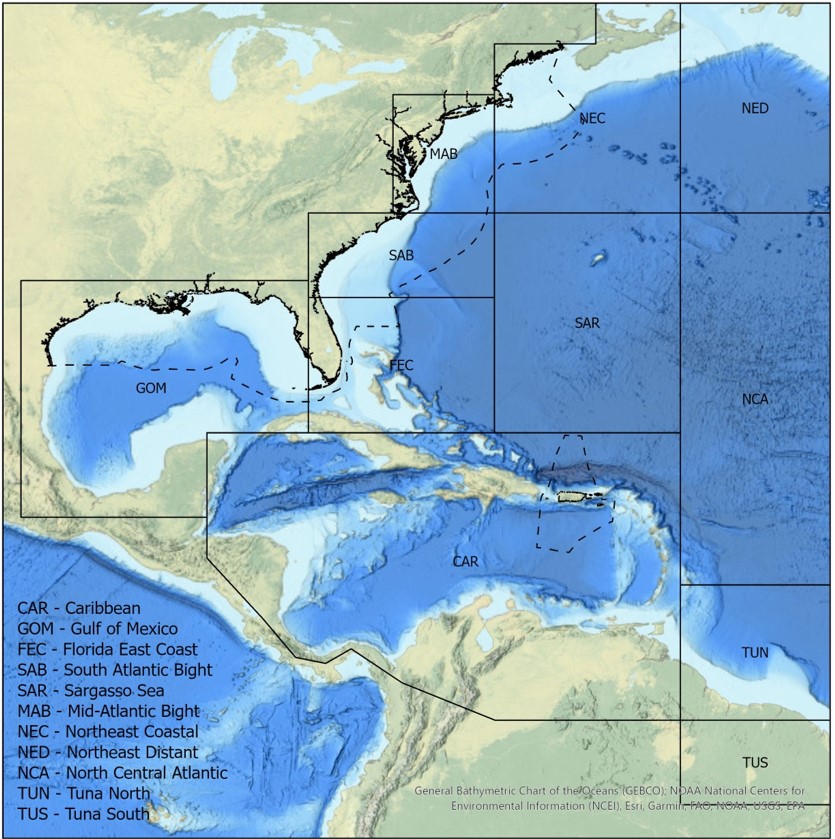 NED
NEC
MAB
SAB
SAR
FEC
GOM
NCA
CAR
CAR - Caribbean
GOM - Gulf of Mexico
FEC - Florida East Coast
SAB - South Atlantic Bight
SAR - Sargasso Sea
MAB - Mid-Atlantic Bight
NEC - Northeast Coastal
NED - Northeast Distant
NCA - North Central Atlantic
TUN - Tuna North
TUS - Tuna South
TUN
TUS
General Bathymetric Chart of the Oceans (GEBCO); NOAA National Centers for
Environmental Information (NCEI), Esri, Garmin, FAO, NOAA, USGS, EPA